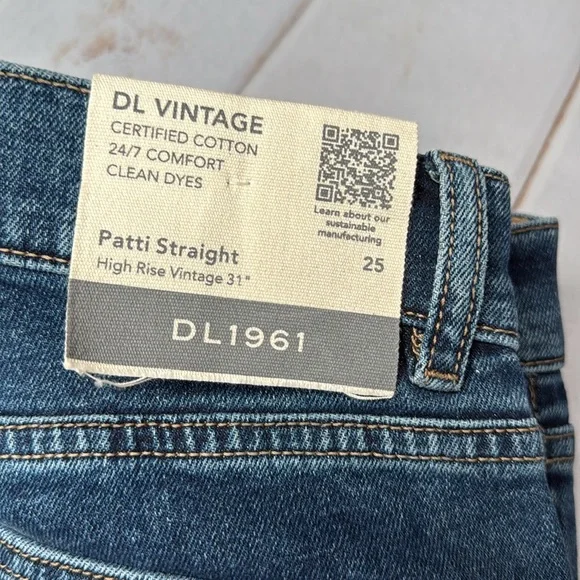 DL VINTAGE
CERTIFIED COTTON
24/7 COMFORT
CLEAN DYES
Learn about our
sustainable
manufacturing
Patti Straight
25
High Rise Vintage 31"
DL1961